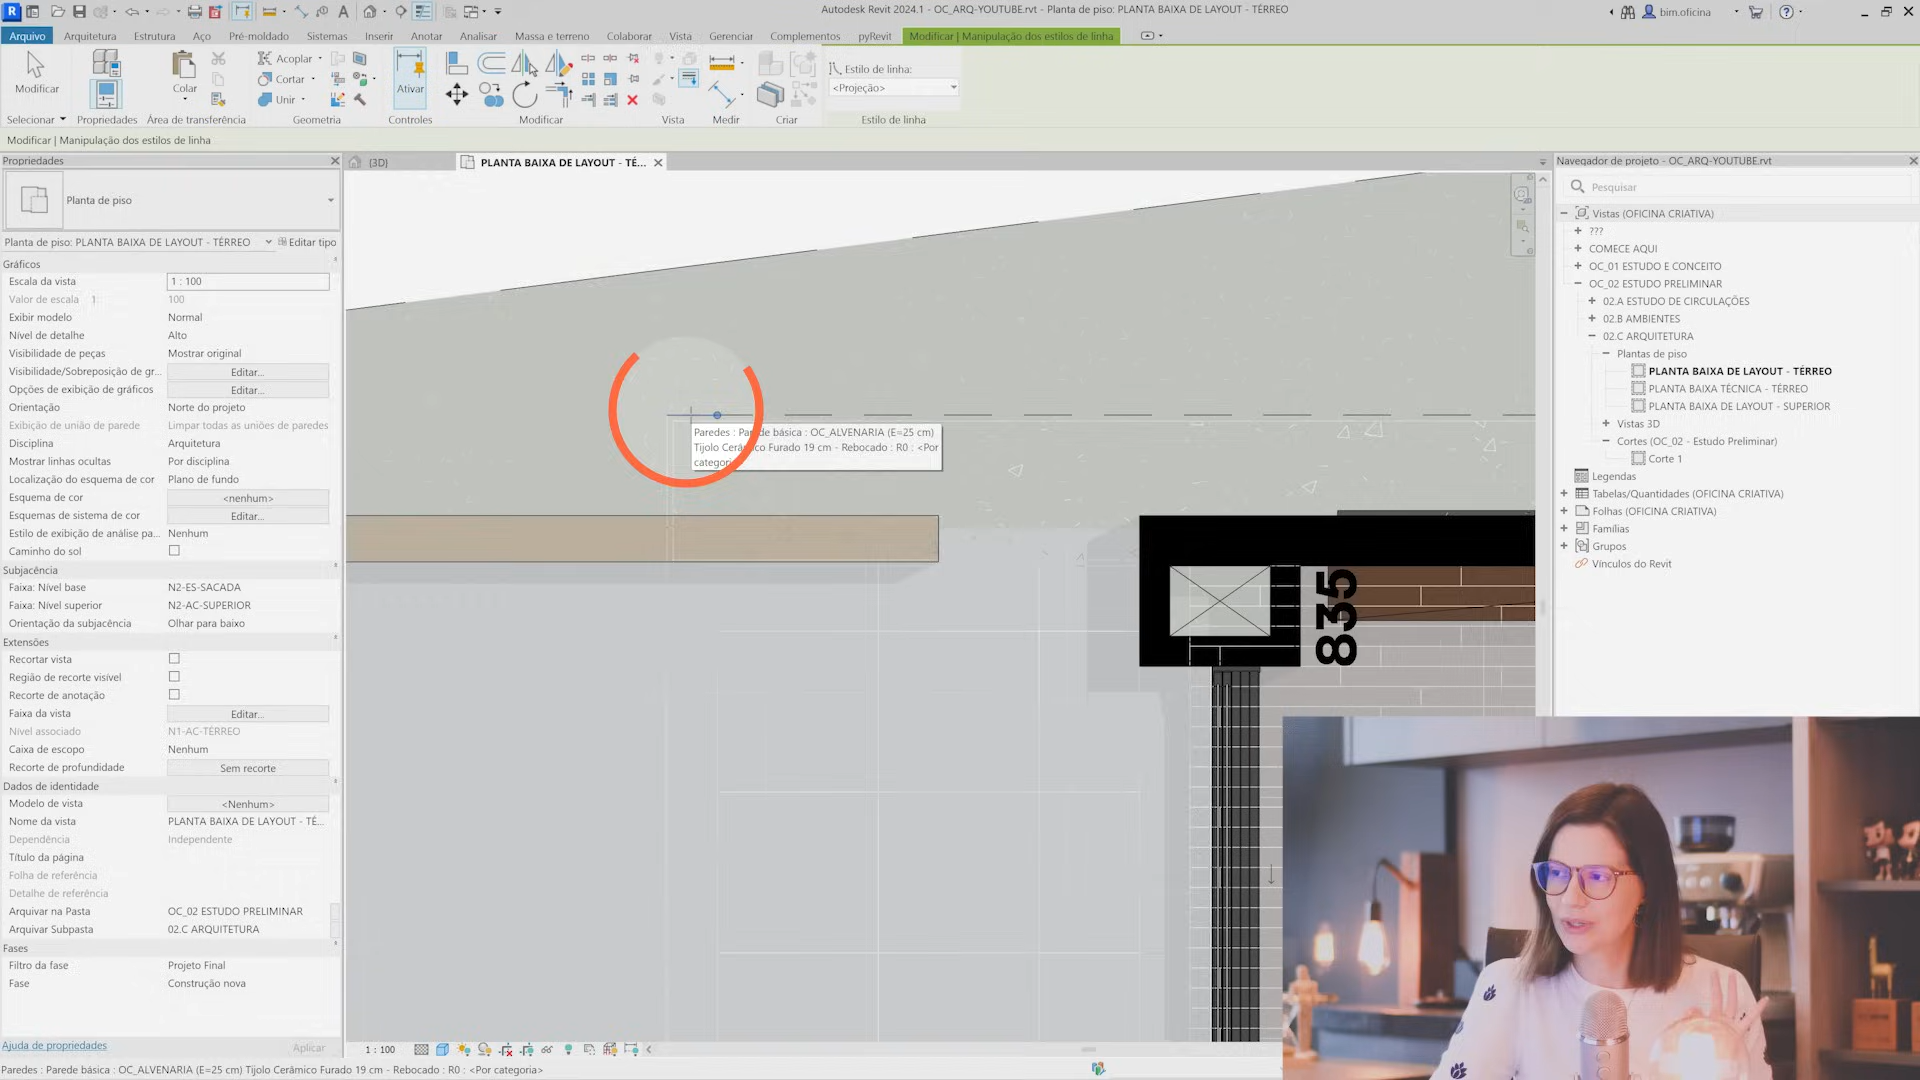 Autodesk Revit 2024.1 - OC_ARQ-YOUTUBE.rvt - Planta de piso: PLANTA BAIXA DE LAYOUT - TÉRREO
bim.oficina
Arquivo Arquitetura Estrutura Aço Pré-moldado Sistemas Inserir Anotar Analisar Massa e terreno Colaborar Vista Gerenciar Complementos pyRevit Modificar | Manipulação dos estilos de linha
Modificar
Colar
Acoplar
Cortar
Unir
Ativar
Estilo de linha:
<Projeção>
Selecionar Propriedades Área de transferência Geometria Controles Modificar Vista Medir Criar Estilo de linha
Modificar | Manipulação dos estilos de linha
Propriedades
Planta de piso
Planta de piso: PLANTA BAIXA DE LAYOUT - TÉRREO Editar tipo
Gráficos
Escala da vista 1 : 100
Valor de escala 1: 100
Exibir modelo Normal
Nível de detalhe Alto
Visibilidade de peças Mostrar original
Visibilidade/Sobreposição de gr... Editar...
Opções de exibição de gráficos Editar...
Orientação Norte do projeto
Exibição de união de parede Limpar todas as uniões de paredes
Disciplina Arquitetura
Mostrar linhas ocultas Por disciplina
Localização do esquema de cor Plano de fundo
Esquema de cor <nenhum>
Esquemas de sistema de cor Editar...
Estilo de exibição de análise pa... Nenhum
Caminho do sol
Subjacência
Faixa: Nível base N2-ES-SACADA
Faixa: Nível superior N2-AC-SUPERIOR
Orientação da subjacência Olhar para baixo
Extensões
Recortar vista
Região de recorte visível
Recorte de anotação
Faixa da vista Editar...
Nível associado N1-AC-TÉRREO
Caixa de escopo Nenhum
Recorte de profundidade Sem recorte
Dados de identidade
Modelo de vista <Nenhum>
Nome da vista PLANTA BAIXA DE LAYOUT - TÉ...
Dependência Independente
Título da página
Folha de referência
Detalhe de referência
Arquivar na Pasta OC_02 ESTUDO PRELIMINAR
Arquivar Subpasta 02.C ARQUITETURA
Fases
Filtro da fase Projeto Final
Fase Construção nova
Ajuda de propriedades Aplicar
{3D}
PLANTA BAIXA DE LAYOUT - TÉ...
Paredes : Parede básica : OC_ALVENARIA (E=25 cm)
Tijolo Cerâmico Furado 19 cm - Rebocado : R0 : <Por
categoria>
835
1 : 100
Navegador de projeto - OC_ARQ-YOUTUBE.rvt
Pesquisar
Vistas (OFICINA CRIATIVA)
???
COMECE AQUI
OC_01 ESTUDO E CONCEITO
OC_02 ESTUDO PRELIMINAR
02.A ESTUDO DE CIRCULAÇÕES
02.B AMBIENTES
02.C ARQUITETURA
Plantas de piso
PLANTA BAIXA DE LAYOUT - TÉRREO
PLANTA BAIXA TÉCNICA - TÉRREO
PLANTA BAIXA DE LAYOUT - SUPERIOR
Vistas 3D
Cortes (OC_02 - Estudo Preliminar)
Corte 1
Legendas
Tabelas/Quantidades (OFICINA CRIATIVA)
Folhas (OFICINA CRIATIVA)
Famílias
Grupos
Vínculos do Revit
Paredes : Parede básica : OC_ALVENARIA (E=25 cm) Tijolo Cerâmico Furado 19 cm - Rebocado : R0 : <Por categoria>